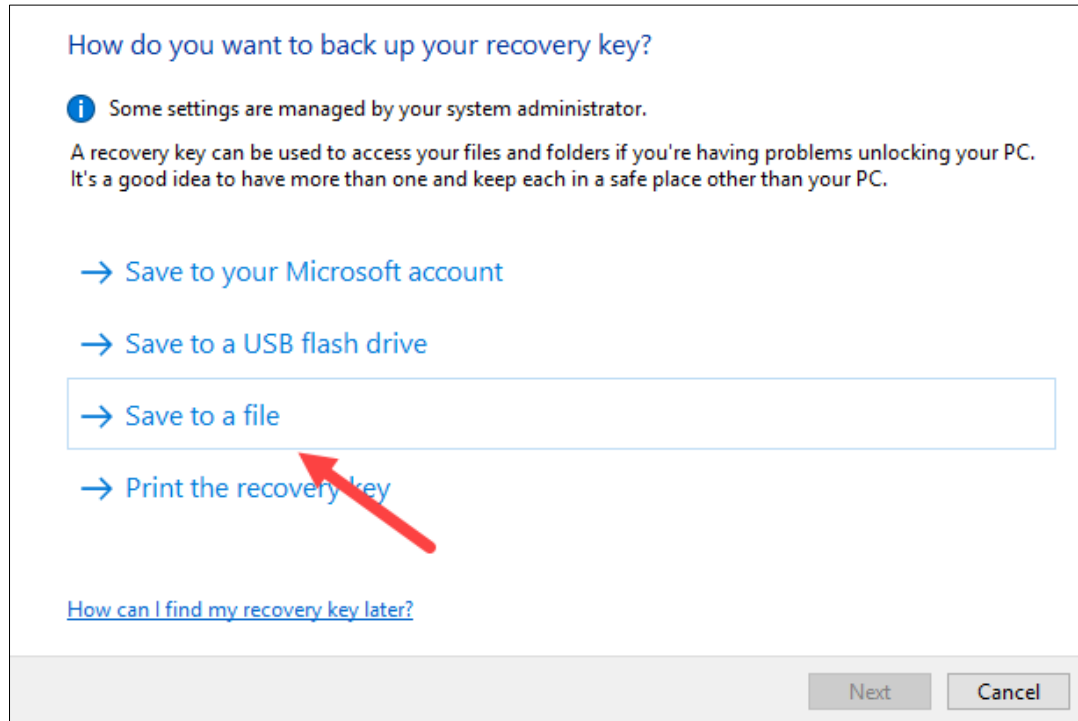 How do you want to back up your recovery key?
Some settings are managed by your system administrator.
A recovery key can be used to access your files and folders if you're having problems unlocking your PC.
It's a good idea to have more than one and keep each in a safe place other than your PC.
Save to your Microsoft account
Save to a USB flash drive
Save to a file
Print the recovery key
How can I find my recovery key later?
Next
Cancel